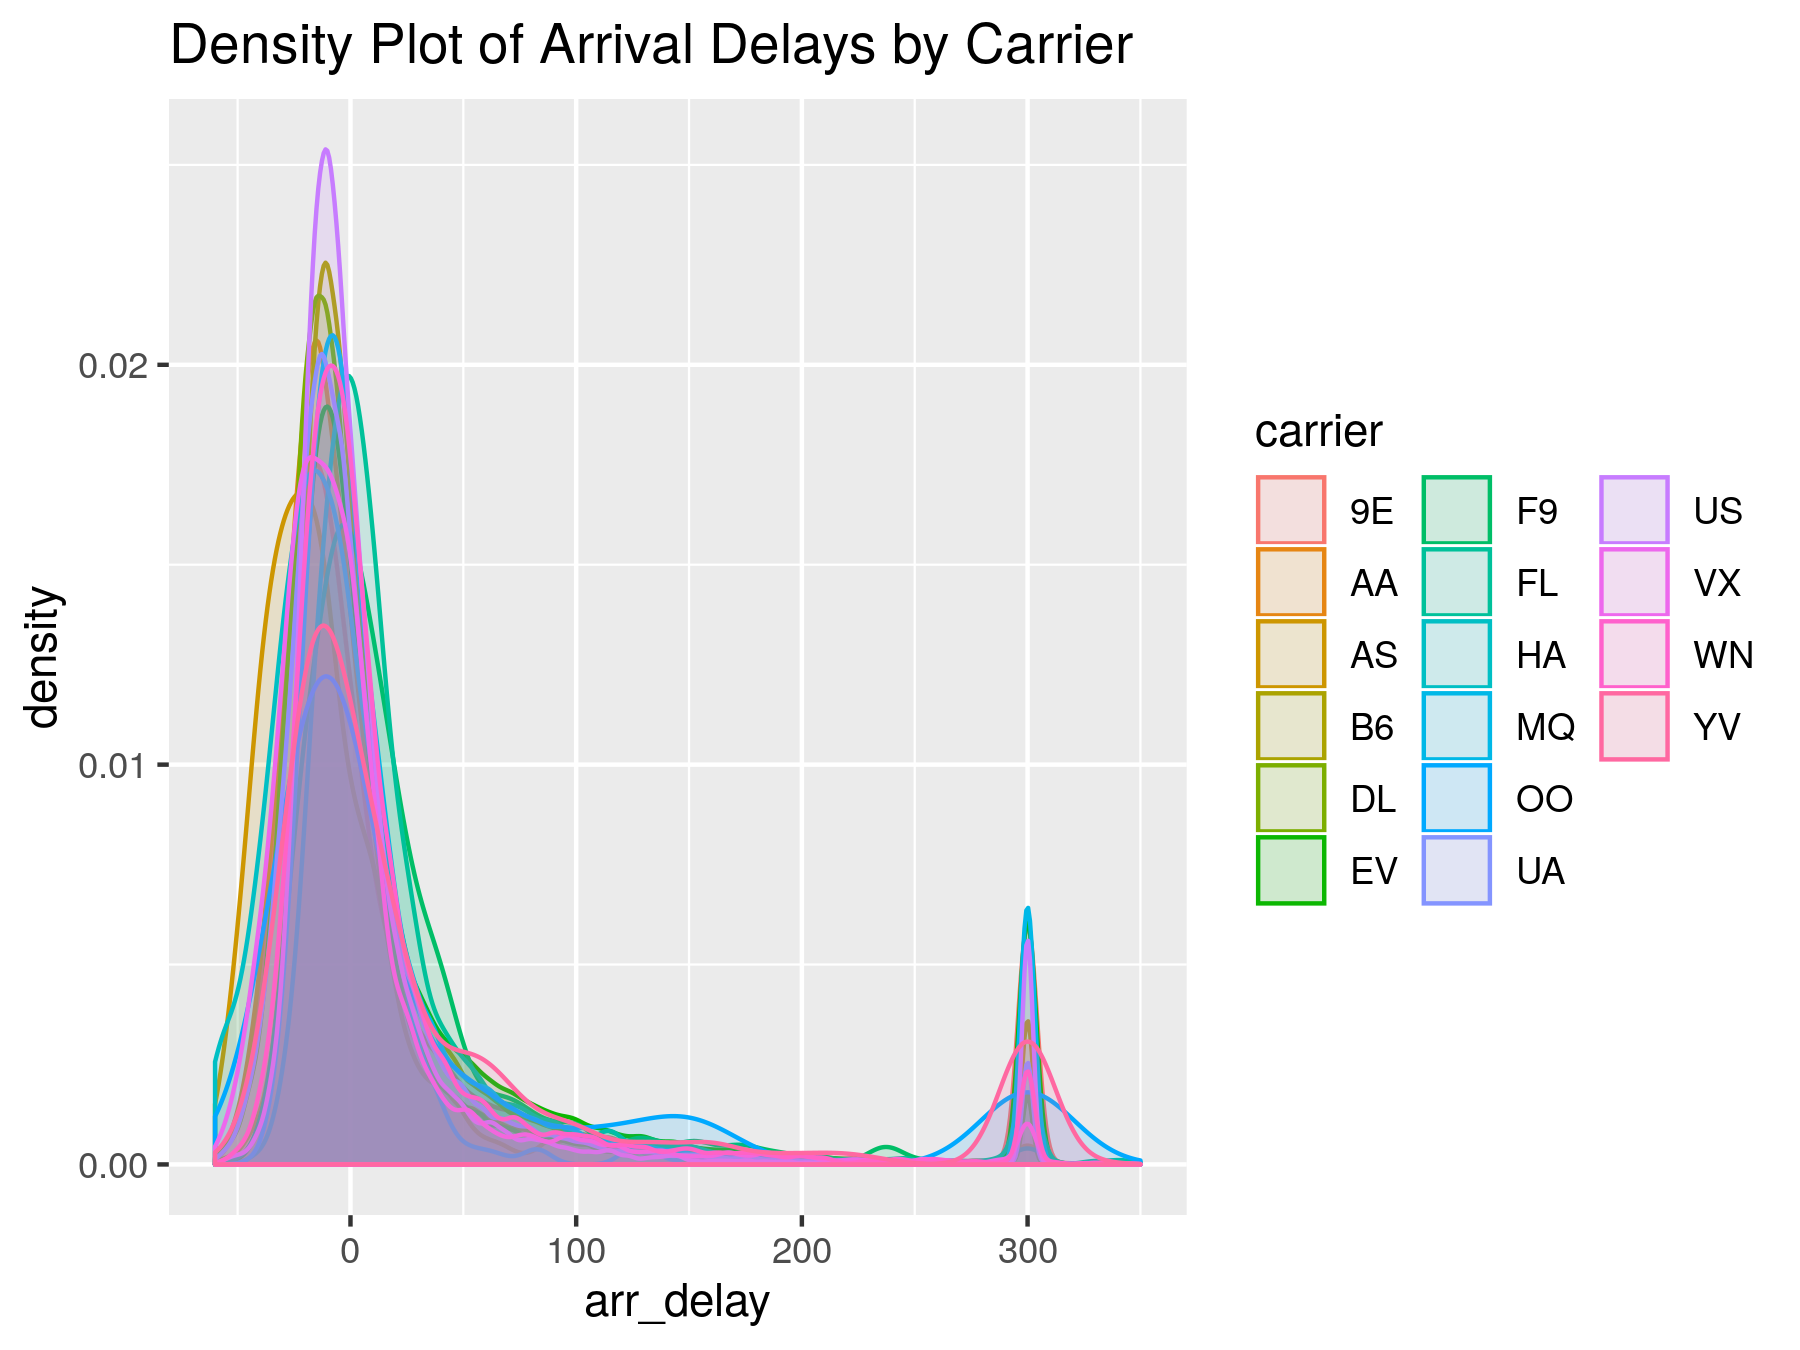 Density Plot of Arrival Delays by Carrier
density
0.02
0.01
0.00
0 100 200 300
arr_delay
carrier
9E F9 US
AA FL VX
AS HA WN
B6 MQ YV
DL OO
EV UA